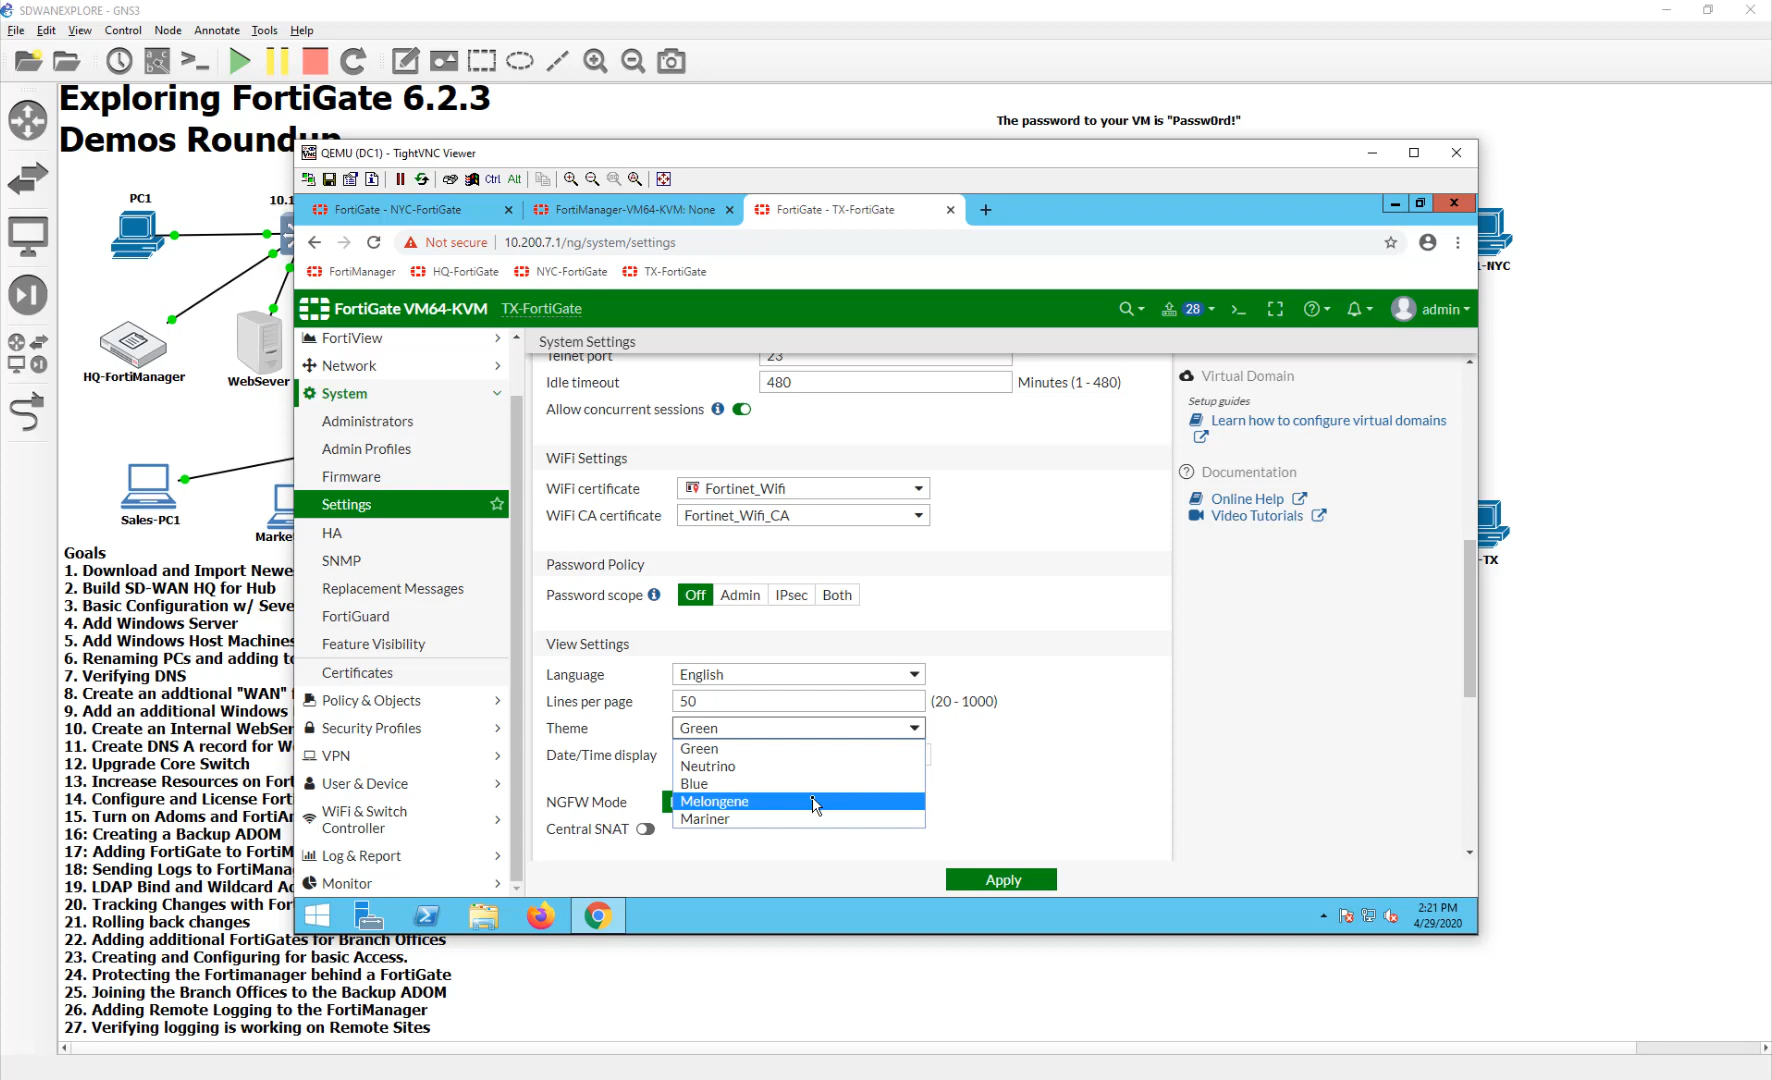 SDWANEXPLORE - GNS3
File Edit View Control Node Annotate Tools Help
Exploring FortiGate 6.2.3
Demos Roundup
The password to your VM is "Passw0rd!"
PC1
10.1
HQ-FortiManager
WebSever
Sales-PC1
Marke
1-NYC
-TX
Goals
1. Download and Import Newe
2. Build SD-WAN HQ for Hub
3. Basic Configuration w/ Seve
4. Add Windows Server
5. Add Windows Host Machines
6. Renaming PCs and adding to
7. Verifying DNS
8. Create an addtional "WAN"
9. Add an additional Windows
10. Create an Internal WebSer
11. Create DNS A record for W
12. Upgrade Core Switch
13. Increase Resources on Fort
14. Configure and License Fort
15. Turn on Adoms and FortiAn
16: Creating a Backup ADOM
17: Adding FortiGate to FortiM
18: Sending Logs to FortiMana
19. LDAP Bind and Wildcard Ad
20. Tracking Changes with For
21. Rolling back changes
22. Adding additional FortiGates for Branch Offices
23. Creating and Configuring for basic Access.
24. Protecting the Fortimanager behind a FortiGate
25. Joining the Branch Offices to the Backup ADOM
26. Adding Remote Logging to the FortiManager
27. Verifying logging is working on Remote Sites
QEMU (DC1) - TightVNC Viewer
Ctrl Alt
FortiGate - NYC-FortiGate
FortiManager-VM64-KVM: None
FortiGate - TX-FortiGate
Not secure 10.200.7.1/ng/system/settings
FortiManager HQ-FortiGate NYC-FortiGate TX-FortiGate
FortiGate VM64-KVM TX-FortiGate
28
admin
FortiView
Network
System
Administrators
Admin Profiles
Firmware
Settings
HA
SNMP
Replacement Messages
FortiGuard
Feature Visibility
Certificates
Policy & Objects
Security Profiles
VPN
User & Device
WiFi & Switch
Controller
Log & Report
Monitor
System Settings
Telnet port 23
Idle timeout 480 Minutes (1 - 480)
Allow concurrent sessions
WiFi Settings
WiFi certificate Fortinet_Wifi
WiFi CA certificate Fortinet_Wifi_CA
Password Policy
Password scope Off Admin IPsec Both
View Settings
Language English
Lines per page 50 (20 - 1000)
Theme Green
Green
Neutrino
Blue
Melongene
Mariner
Date/Time display
NGFW Mode
Central SNAT
Apply
Virtual Domain
Setup guides
Learn how to configure virtual domains
Documentation
Online Help
Video Tutorials
2:21 PM
4/29/2020